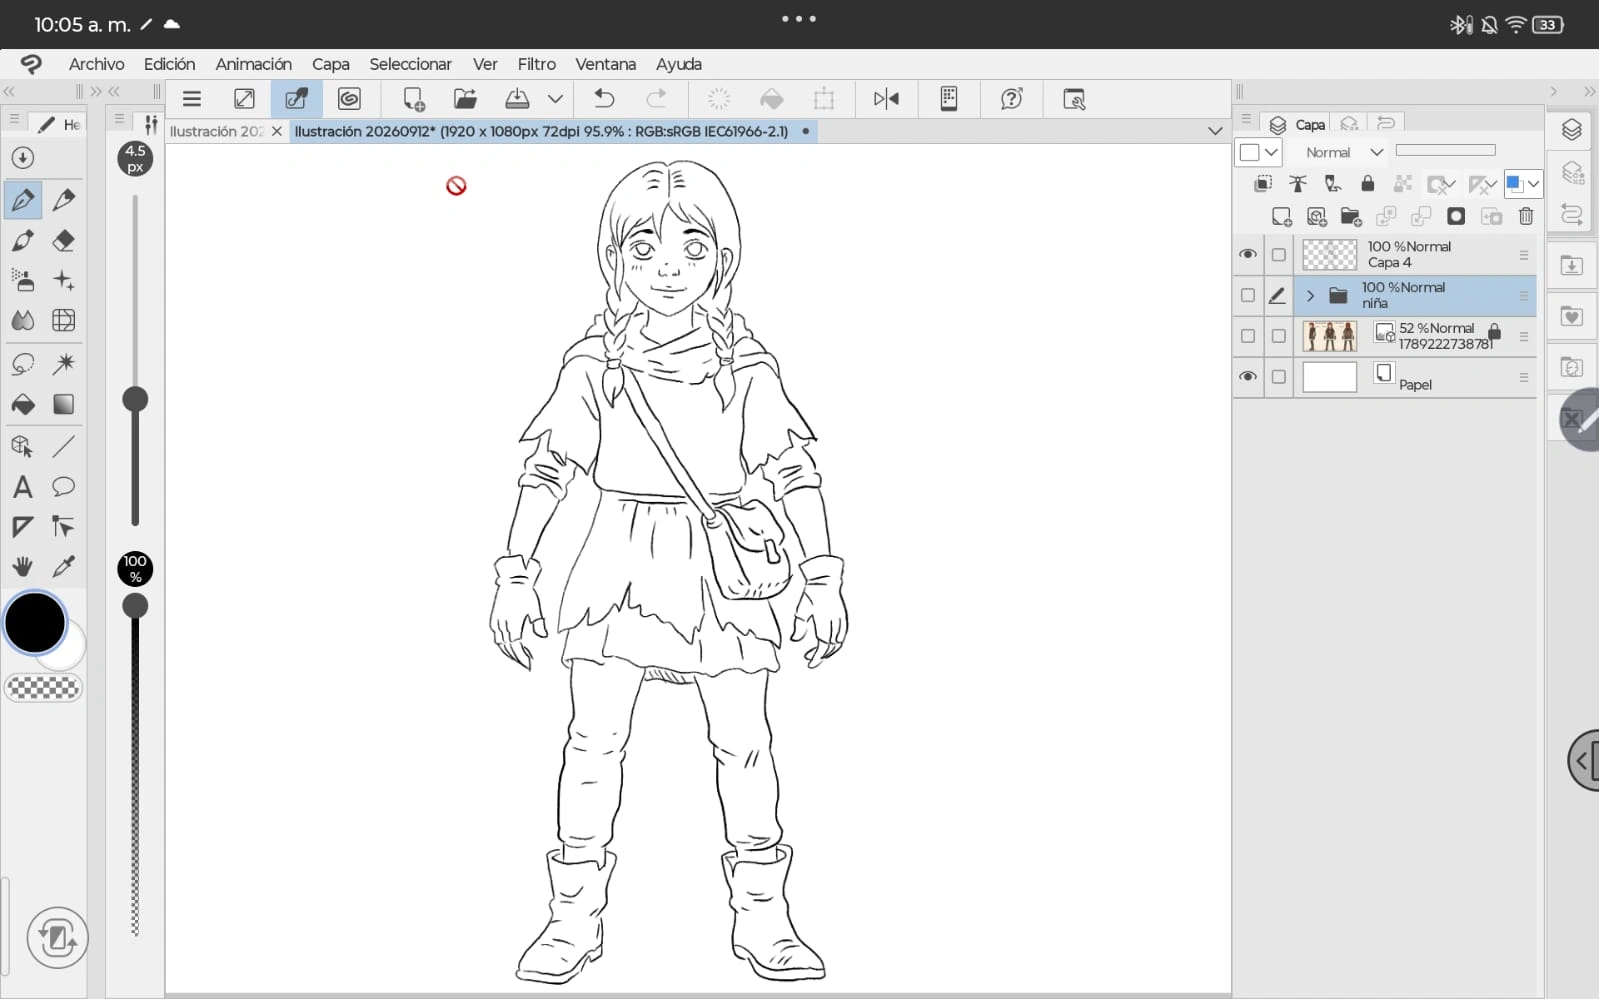 10:05 a. m.
33
Archivo Edición Animación Capa Seleccionar Ver Filtro Ventana Ayuda
Ilustración 202
Ilustración 20260912* (1920 x 1080px 72dpi 95.9% : RGB:sRGB IEC61966-2.1)
He
4.5
px
100
%
A
Capa
Normal
100 %Normal
Capa 4
100 %Normal
niña
52 %Normal
1789222738781
Papel